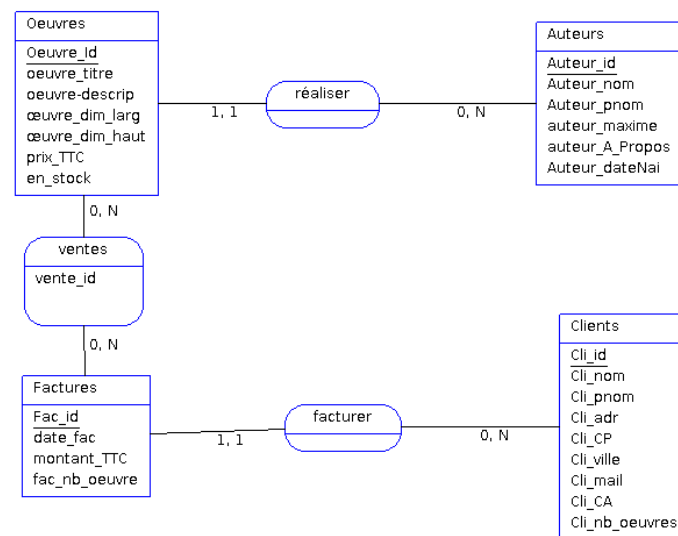 Oeuvres
Oeuvre_Id
oeuvre_titre
oeuvre-descrip
œuvre_dim_larg
œuvre_dim_haut
prix_TTC
en_stock
1, 1
réaliser
0, N
Auteurs
Auteur_id
Auteur_nom
Auteur_pnom
auteur_maxime
auteur_A_Propos
Auteur_dateNai
0, N
ventes
vente_id
0, N
Factures
Fac_id
date_fac
montant_TTC
fac_nb_oeuvre
1, 1
facturer
0, N
Clients
Cli_id
Cli_nom
Cli_pnom
Cli_adr
Cli_CP
Cli_ville
Cli_mail
Cli_CA
Cli_nb_oeuvres